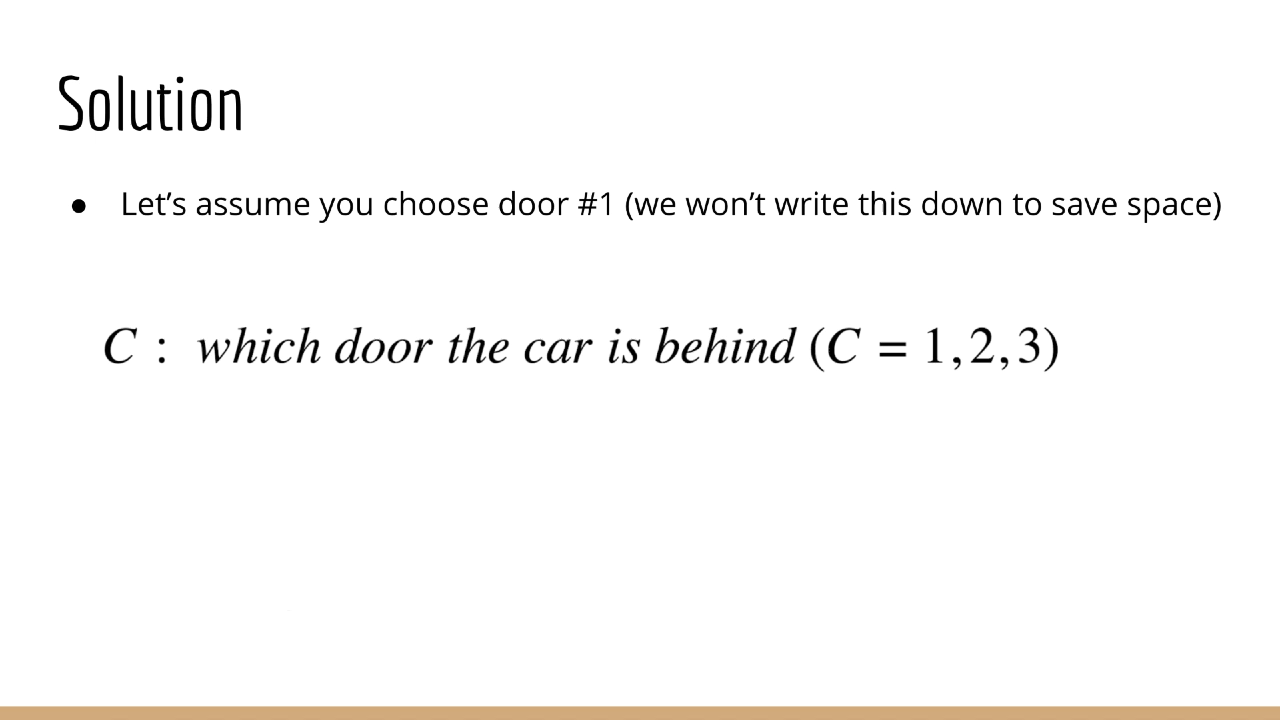 Solution
● Let’s assume you choose door #1 (we won’t write this down to save space)
C : which door the car is behind (C = 1,2,3)